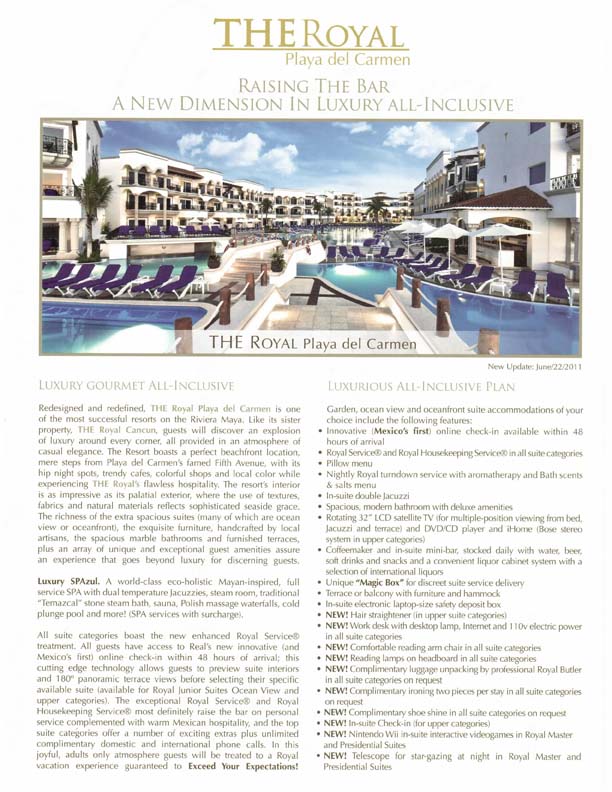 THE ROYAL
Playa del Carmen
RAISING THE BAR
A NEW DIMENSION IN LUXURY ALL-INCLUSIVE
THE ROYAL Playa del Carmen
New Update: June/22/2011
LUXURY GOURMET ALL-INCLUSIVE
Redesigned and redefined, THE Royal Playa del Carmen is one
of the most successful resorts on the Riviera Maya. Like its sister
property, THE Royal Cancun, guests will discover an explosion
of luxury around every corner, all provided in an atmosphere of
casual elegance. The Resort boasts a perfect beachfront location,
mere steps from Playa del Carmen's famed Fifth Avenue, with its
hip night spots, trendy cafes, colorful shops and local color while
experiencing THE Royal's flawless hospitality. The resort's interior
is as impressive as its palatial exterior, where the use of textures,
fabrics and natural materials reflects sophisticated seaside grace.
The richness of the extra spacious suites (many of which are ocean
view or oceanfront), the exquisite furniture, handcrafted by local
artisans, the spacious marble bathrooms and furnished terraces,
plus an array of unique and exceptional guest amenities assure
an experience that goes beyond luxury for discerning guests.
Luxury SPAzul. A world-class eco-holistic Mayan-inspired, full
service SPA with dual temperature Jacuzzies, steam room, traditional
"Temazcal" stone steam bath, sauna, Polish massage waterfalls, cold
plunge pool and more! (SPA services with surcharge).
All suite categories boast the new enhanced Royal Service®
treatment. All guests have access to Real's new innovative (and
Mexico's first) online check-in within 48 hours of arrival; this
cutting edge technology allows guests to preview suite interiors
and 180º panoramic terrace views before selecting their specific
available suite (available for Royal Junior Suites Ocean View and
upper categories). The exceptional Royal Service® and Royal
Housekeeping Service® most definitely raise the bar on personal
service complemented with warm Mexican hospitality, and the top
suite categories offer a number of exciting extras plus unlimited
complimentary domestic and international phone calls. In this
joyful, adults only atmosphere guests will be treated to a Royal
vacation experience guaranteed to Exceed Your Expectations!
LUXURIOUS ALL-INCLUSIVE PLAN
Garden, ocean view and oceanfront suite accommodations of your
choice include the following features:
• Innovative (Mexico's first) online check-in available within 48
hours of arrival
• Royal Service® and Royal Housekeeping Service® in all suite categories
• Pillow menu
• Nightly Royal turndown service with aromatherapy and Bath scents
& salts menu
• In-suite double Jacuzzi
• Spacious, modern bathroom with deluxe amenities
• Rotating 32" LCD satellite TV (for multiple-position viewing from bed,
Jacuzzi and terrace) and DVD/CD player and iHome (Bose stereo
system in upper categories)
• Coffeemaker and in-suite mini-bar, stocked daily with water, beer,
soft drinks and snacks and a convenient liquor cabinet system with a
selection of international liquors
• Unique "Magic Box" for discreet suite service delivery
• Terrace or balcony with furniture and hammock
• In-suite electronic laptop-size safety deposit box
• NEW! Hair straightener (in upper suite categories)
• NEW! Work desk with desktop lamp, Internet and 110v electric power
in all suite categories
• NEW! Comfortable reading arm chair in all suite categories
• NEW! Reading lamps on headboard in all suite categories
• NEW! Complimentary luggage unpacking by professional Royal Butler
in all suite categories on request
• NEW! Complimentary ironing two pieces per stay in all suite categories
on request
• NEW! Complimentary shoe shine in all suite categories on request
• NEW! In-suite Check-in (for upper categories)
• NEW! Nintendo Wii in-suite interactive videogames in Royal Master
and Presidential Suites
• NEW! Telescope for star-gazing at night in Royal Master and
Presidential Suites